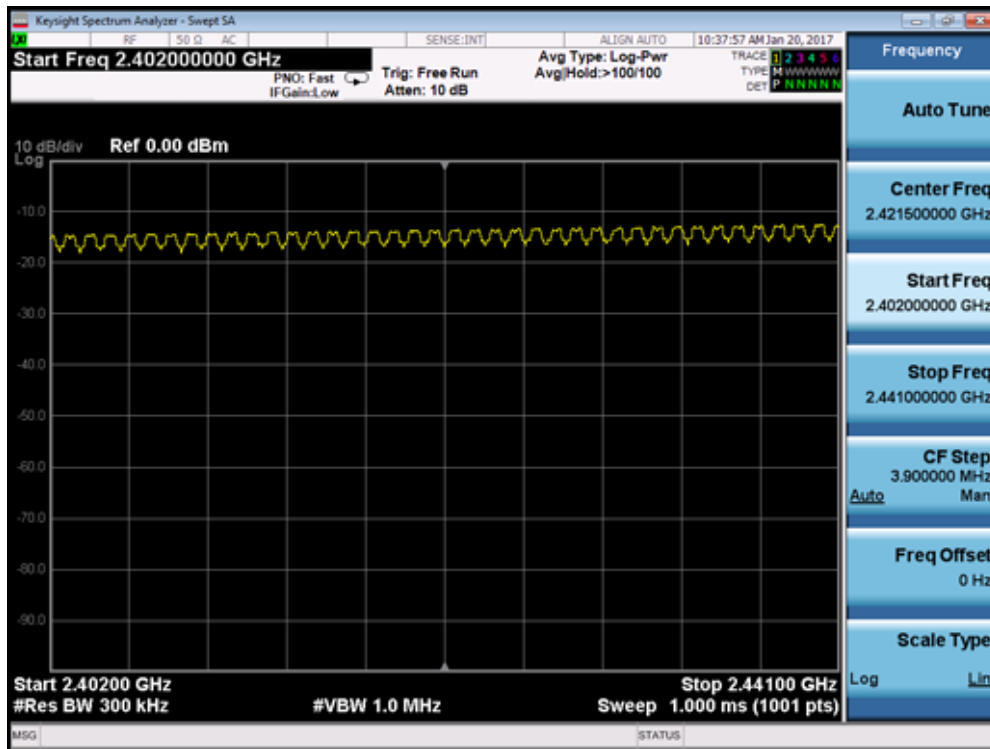 Keysight Spectrum Analyzer - Swept SA
RF 50 Ω AC SENSE:INT ALIGN AUTO 10:37:57 AM Jan 20, 2017
Start Freq 2.402000000 GHz
PNO: Fast
IFGain:Low
Trig: Free Run
Atten: 10 dB
Avg Type: Log-Pwr
Avg|Hold:>100/100
TRACE 1 2 3 4 5 6
TYPE M WWWWW
DET P N N N N N
10 dB/div Ref 0.00 dBm
Log
-10.0
-20.0
-30.0
-40.0
-50.0
-60.0
-70.0
-80.0
-90.0
Start 2.40200 GHz Stop 2.44100 GHz
#Res BW 300 kHz #VBW 1.0 MHz Sweep 1.000 ms (1001 pts)
MSG STATUS
Frequency
Auto Tune
Center Freq
2.421500000 GHz
Start Freq
2.402000000 GHz
Stop Freq
2.441000000 GHz
CF Step
3.900000 MHz
Auto Man
Freq Offset
0 Hz
Scale Type
Log Lin